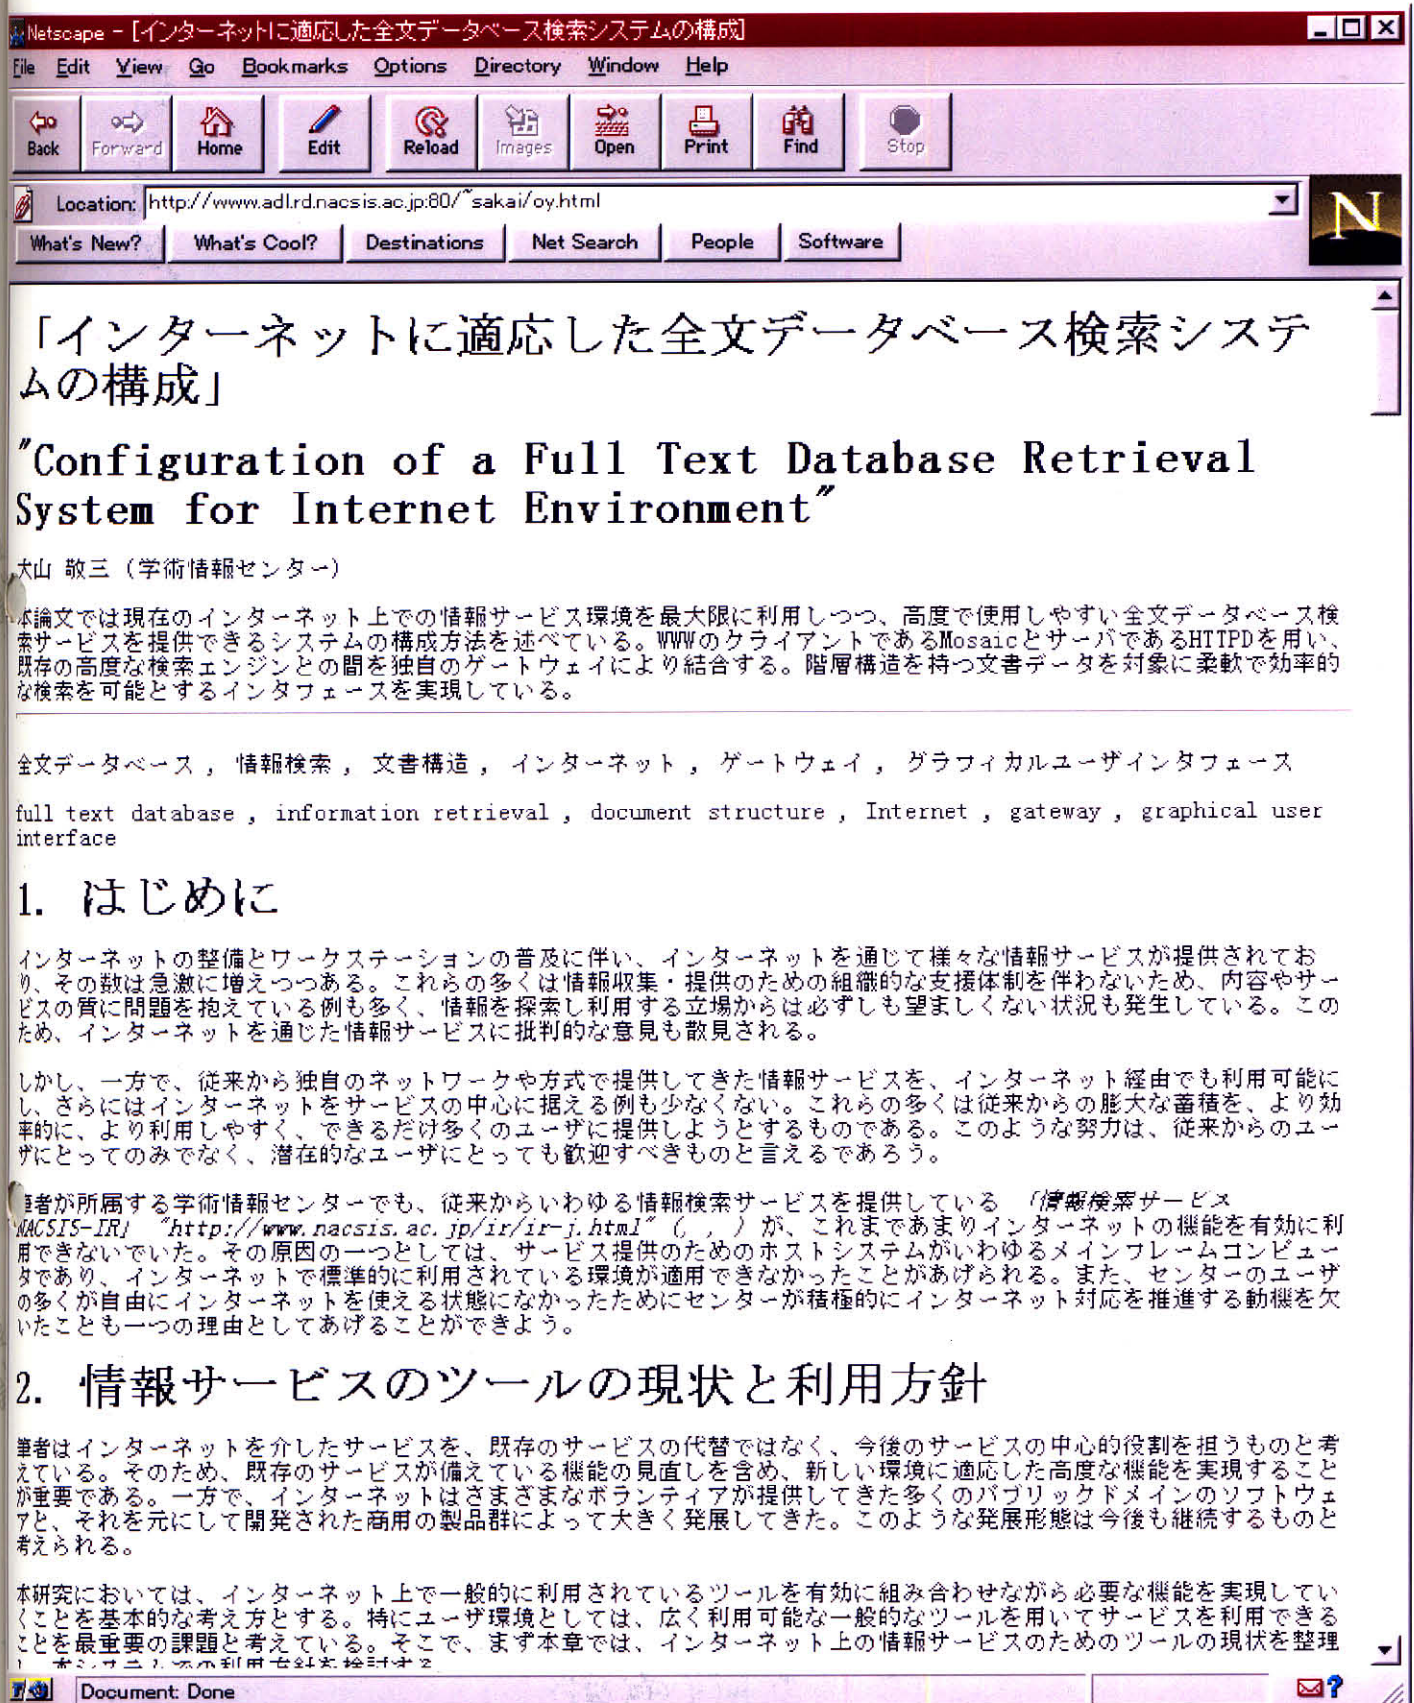 Netscape - [インターネットに適応した全文データベース検索システムの構成]
File Edit View Go Bookmarks Options Directory Window Help
Back Forward Home Edit Reload Images Open Print Find Stop
Location: http://www.adl.rd.nacsis.ac.jp:80/~sakai/oy.html
What's New? What's Cool? Destinations Net Search People Software
N
「インターネットに適応した全文データベース検索システ
ムの構成」
"Configuration of a Full Text Database Retrieval
System for Internet Environment"
大山 敬三（学術情報センター）
本論文では現在のインターネット上での情報サービス環境を最大限に利用しつつ、高度で使用しやすい全文データベース検
索サービスを提供できるシステムの構成方法を述べている。WWWのクライアントであるMosaicとサーバであるHTTPDを用い、
既存の高度な検索エンジンとの間を独自のゲートウェイにより結合する。階層構造を持つ文書データを対象に柔軟で効率的
な検索を可能とするインタフェースを実現している。
全文データベース , 情報検索 , 文書構造 , インターネット , ゲートウェイ , グラフィカルユーザインタフェース
full text database , information retrieval , document structure , Internet , gateway , graphical user
interface
1. はじめに
インターネットの整備とワークステーションの普及に伴い、インターネットを通じて様々な情報サービスが提供されてお
り、その数は急激に増えつつある。これらの多くは情報収集・提供のための組織的な支援体制を伴わないため、内容やサー
ビスの質に問題を抱えている例も多く、情報を探索し利用する立場からは必ずしも望ましくない状況も発生している。この
ため、インターネットを通じた情報サービスに批判的な意見も散見される。
しかし、一方で、従来から独自のネットワークや方式で提供してきた情報サービスを、インターネット経由でも利用可能に
し、さらにはインターネットをサービスの中心に据える例も少なくない。これらの多くは従来からの膨大な蓄積を、より効
率的に、より利用しやすく、できるだけ多くのユーザに提供しようとするものである。このような努力は、従来からのユー
ザにとってのみでなく、潜在的なユーザにとっても歓迎すべきものと言えるであろう。
筆者が所属する学術情報センターでも、従来からいわゆる情報検索サービスを提供している 「情報検索サービス
NACSIS-IR」 "http://www.nacsis.ac.jp/ir/ir-j.html" ( , , ) が、これまであまりインターネットの機能を有効に利
用できないでいた。その原因の一つとしては、サービス提供のためのホストシステムがいわゆるメインフレームコンピュー
タであり、インターネットで標準的に利用されている環境が適用できなかったことがあげられる。また、センターのユーザ
の多くが自由にインターネットを使える状態になかったためにセンターが積極的にインターネット対応を推進する動機を欠
いたことも一つの理由としてあげることができよう。
2. 情報サービスのツールの現状と利用方針
筆者はインターネットを介したサービスを、既存のサービスの代替ではなく、今後のサービスの中心的役割を担うものと考
えている。そのため、既存のサービスが備えている機能の見直しを含め、新しい環境に適応した高度な機能を実現すること
が重要である。一方で、インターネットはさまざまなボランティアが提供してきた多くのパブリックドメインのソフトウェ
アと、それを元にして開発された商用の製品群によって大きく発展してきた。このような発展形態は今後も継続するものと
考えられる。
本研究においては、インターネット上で一般的に利用されているツールを有効に組み合わせながら必要な機能を実現してい
くことを基本的な考え方とする。特にユーザ環境としては、広く利用可能な一般的なツールを用いてサービスを利用できる
ことを最重要の課題と考えている。そこで、まず本章では、インターネット上の情報サービスのためのツールの現状を整理
し、本システムでの利用方針を検討する。
Document: Done